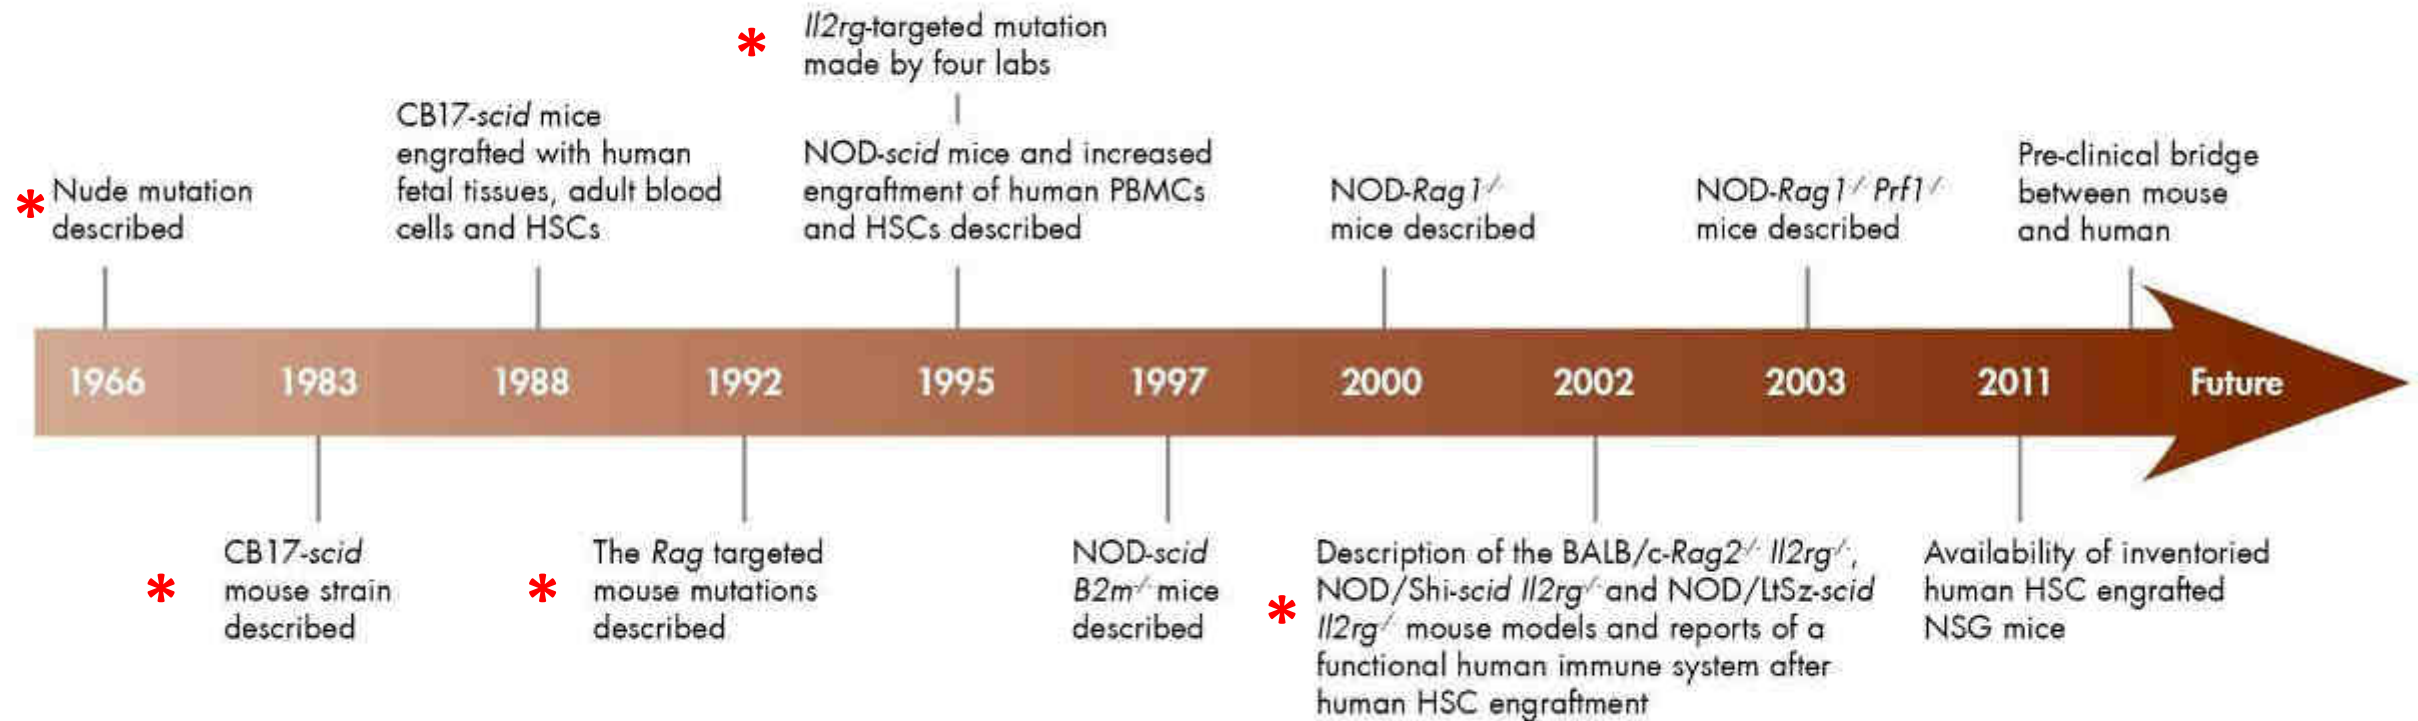 * Il2rg-targeted mutation
made by four labs
CB17-scid mice
engrafted with human
fetal tissues, adult blood
cells and HSCs
NOD-scid mice and increased
engraftment of human PBMCs
and HSCs described
* Nude mutation
described
NOD-Rag1-/-
mice described
NOD-Rag1-/- Prf1-/-
mice described
Pre-clinical bridge
between mouse
and human
1966 1983 1988 1992 1995 1997 2000 2002 2003 2011 Future
* CB17-scid
mouse strain
described
* The Rag targeted
mouse mutations
described
NOD-scid
B2m-/- mice
described
* Description of the BALB/c-Rag2-/- Il2rg-/-,
NOD/Shi-scid Il2rg-/- and NOD/LtSz-scid
Il2rg-/- mouse models and reports of a
functional human immune system after
human HSC engraftment
Availability of inventoried
human HSC engrafted
NSG mice